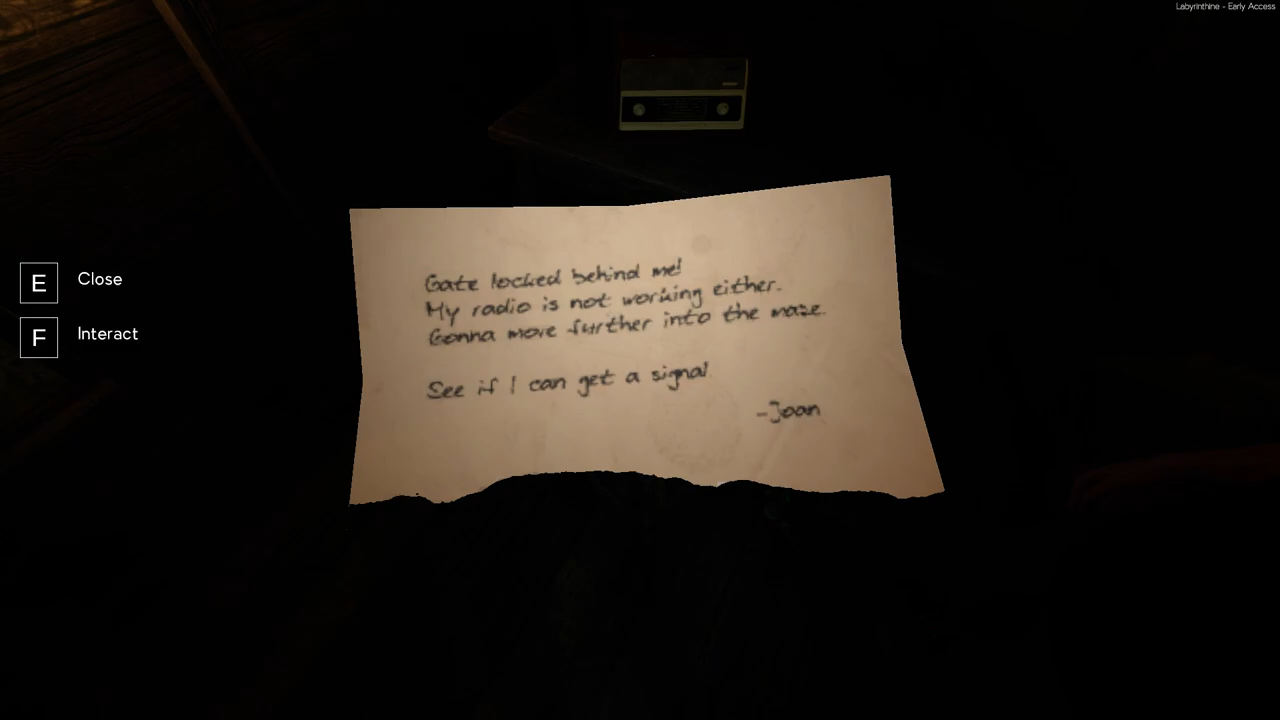 Labyrinthine - Early Access
E Close
F Interact
Gate locked behind me!
My radio is not working either.
Gonna move further into the maze.
See if I can get a signal
-Joan